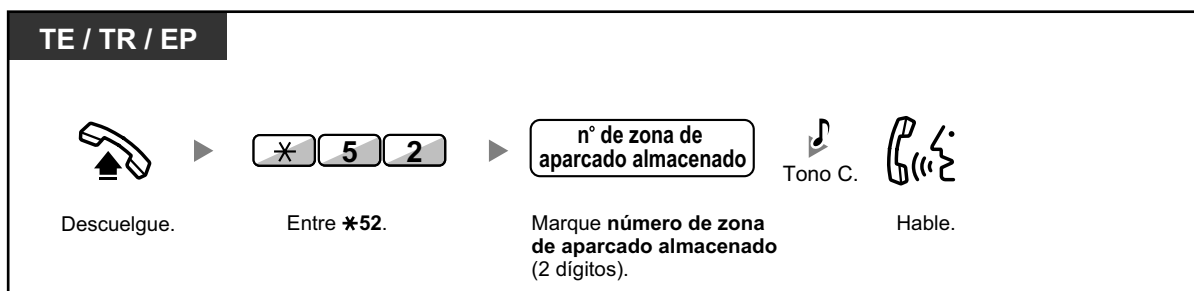 TE / TR / EP
✳ 5 2
n° de zona de
aparcado almacenado
Tono C.
Descuelgue.
Entre ✳52.
Marque número de zona
de aparcado almacenado
(2 dígitos).
Hable.